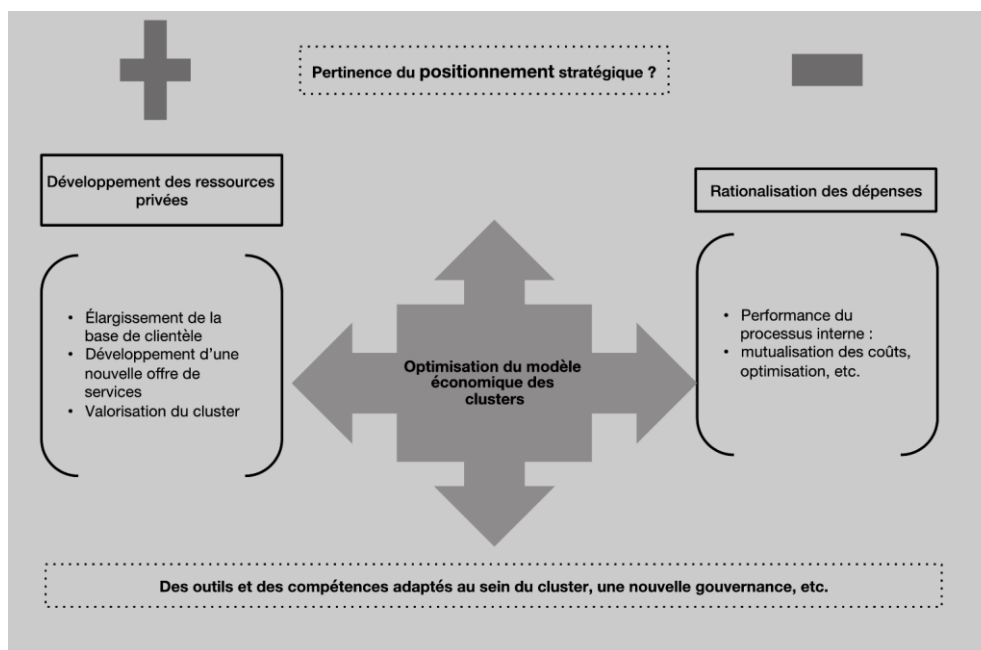 Pertinence du positionnement stratégique ?
Développement des ressources
privées
Rationalisation des dépenses
• Élargissement de la
base de clientèle
• Développement d'une
nouvelle offre de
services
• Valorisation du cluster
Optimisation du modèle
économique des
clusters
• Performance du
processus interne :
• mutualisation des coûts,
optimisation, etc.
Des outils et des compétences adaptés au sein du cluster, une nouvelle gouvernance, etc.